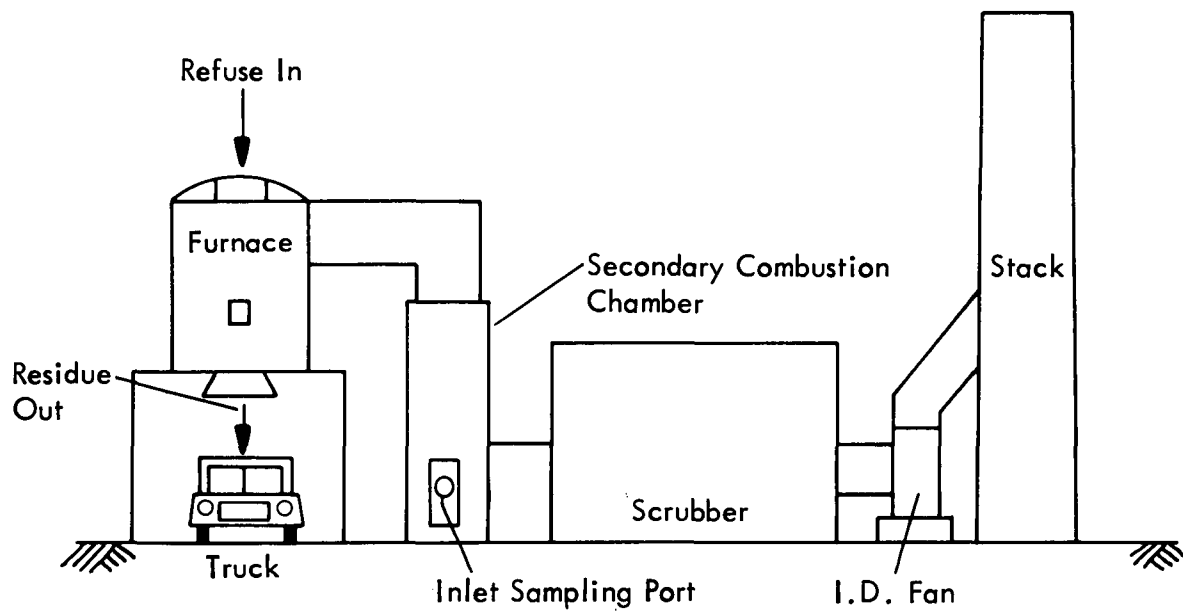 Refuse In
Furnace
Secondary Combustion
Chamber
Stack
Residue
Out
Scrubber
Truck
Inlet Sampling Port
I.D. Fan